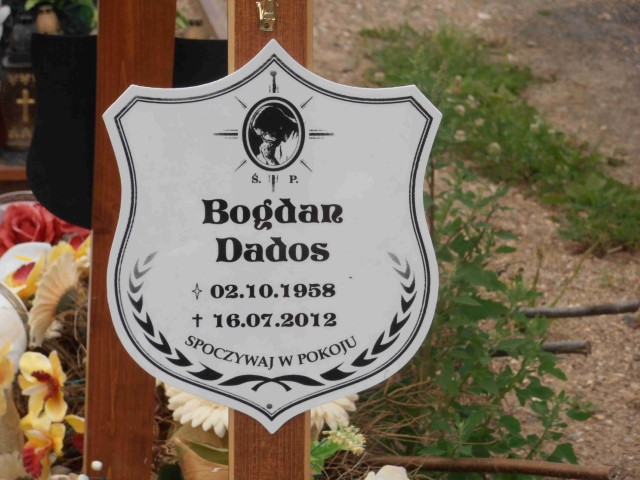 Ś. P.
Bogdan
Dados
✧ 02.10.1958
† 16.07.2012
SPOCZYWAJ W POKOJU